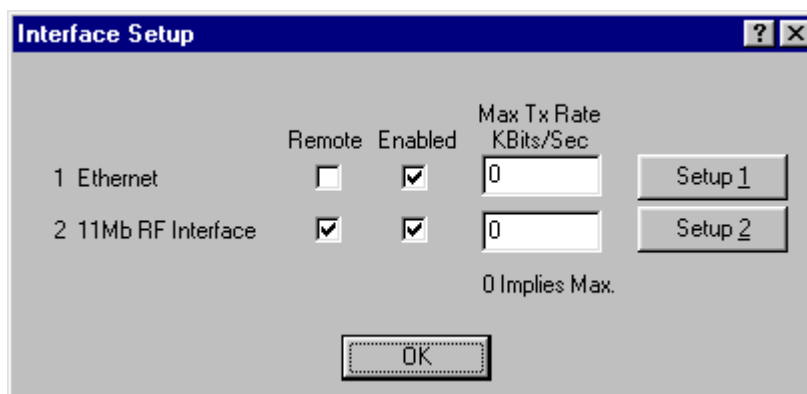 Interface Setup
Max Tx Rate
Remote Enabled KBits/Sec
1 Ethernet 0 Setup 1
2 11Mb RF Interface 0 Setup 2
0 Implies Max.
OK